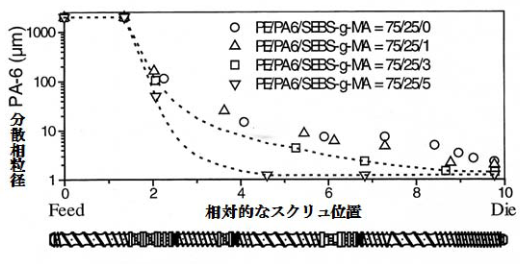 PE/PA6/SEBS-g-MA = 75/25/0
PE/PA6/SEBS-g-MA = 75/25/1
PE/PA6/SEBS-g-MA = 75/25/3
PE/PA6/SEBS-g-MA = 75/25/5
分散相粒径 PA-6 (μm)
1000
100
10
1
0 2 4 6 8 10
Feed 相対的なスクリュ位置 Die